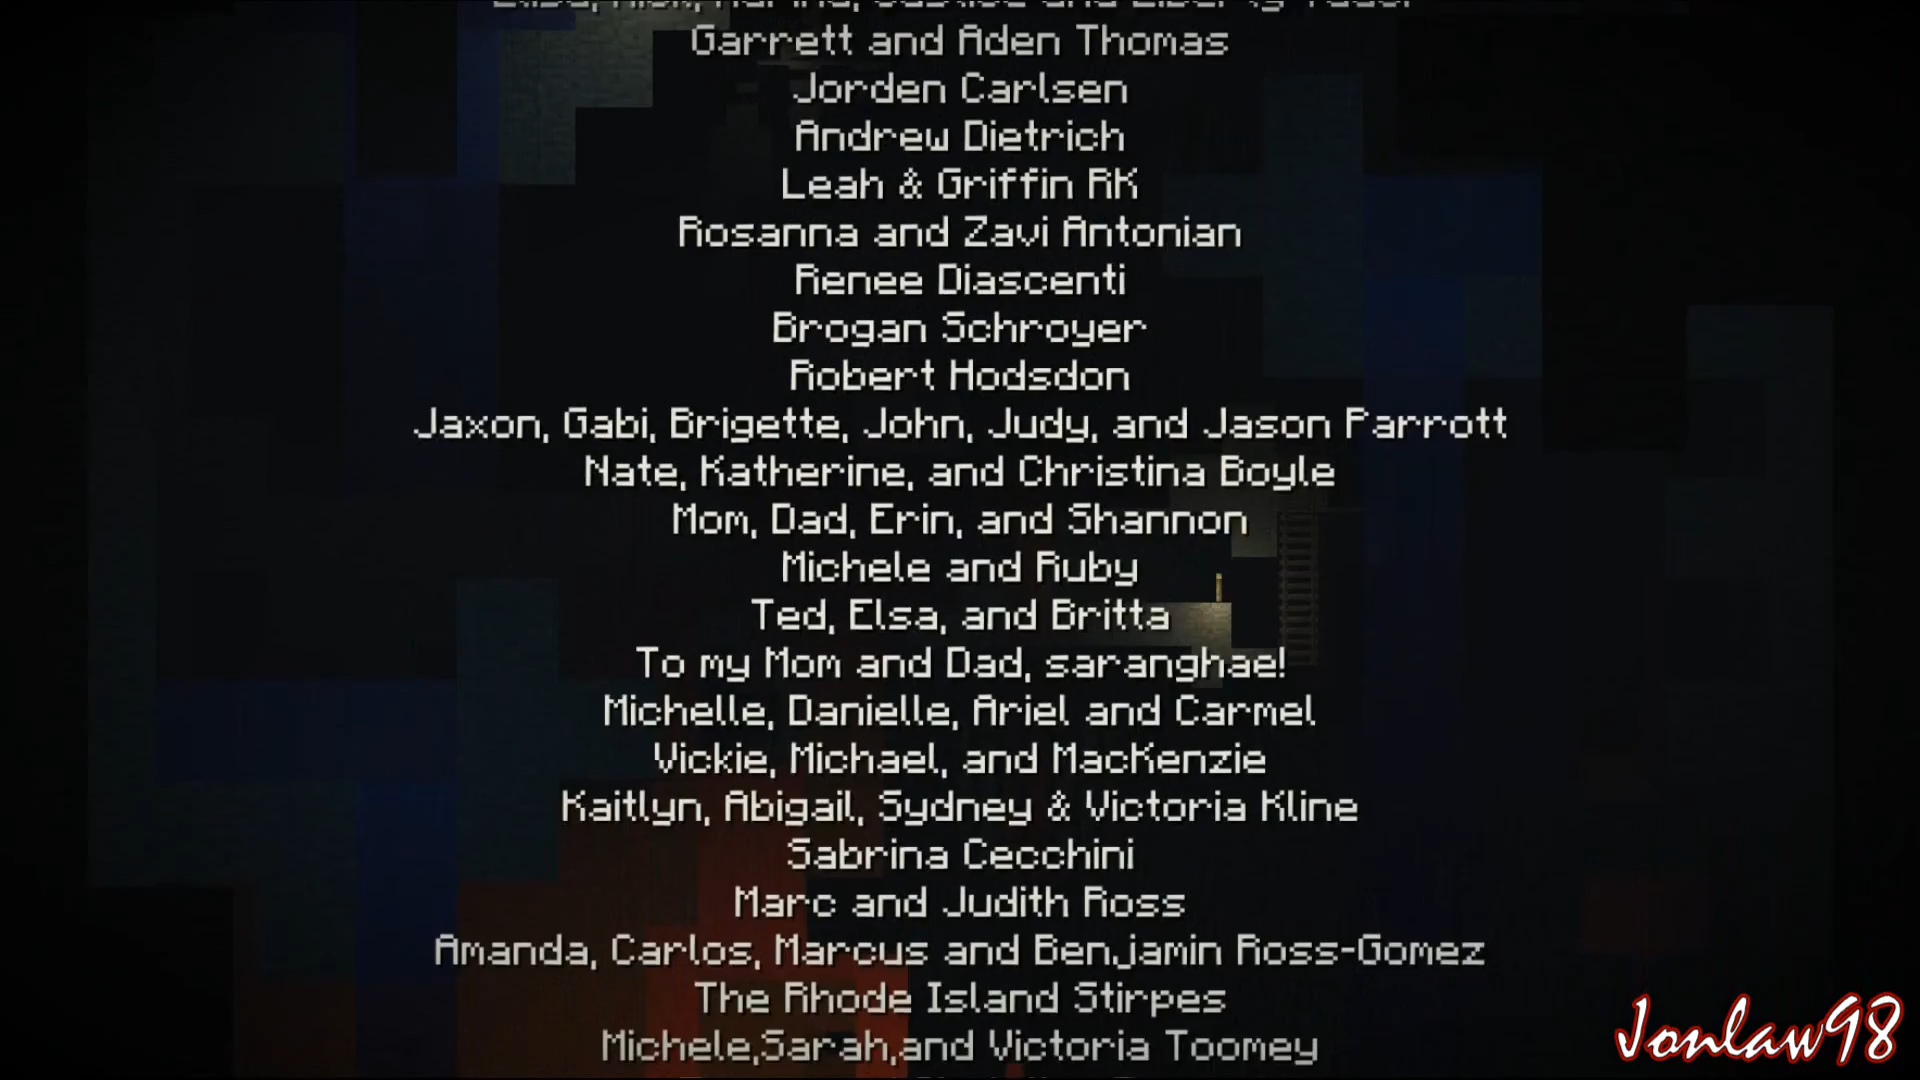 Garrett and Aden Thomas
Jorden Carlsen
Andrew Dietrich
Leah & Griffin RK
Rosanna and Zavi Antonian
Renee Diascenti
Brogan Schroyer
Robert Hodsdon
Jaxon, Gabi, Brigette, John, Judy, and Jason Parrott
Nate, Katherine, and Christina Boyle
Mom, Dad, Erin, and Shannon
Michele and Ruby
Ted, Elsa, and Britta
To my Mom and Dad, saranghae!
Michelle, Danielle, Ariel and Carmel
Vickie, Michael, and MacKenzie
Kaitlyn, Abigail, Sydney & Victoria Kline
Sabrina Cecchini
Marc and Judith Ross
Amanda, Carlos, Marcus and Benjamin Ross-Gomez
The Rhode Island Stirpes
Michele,Sarah,and Victoria Toomey
Jonlaw98